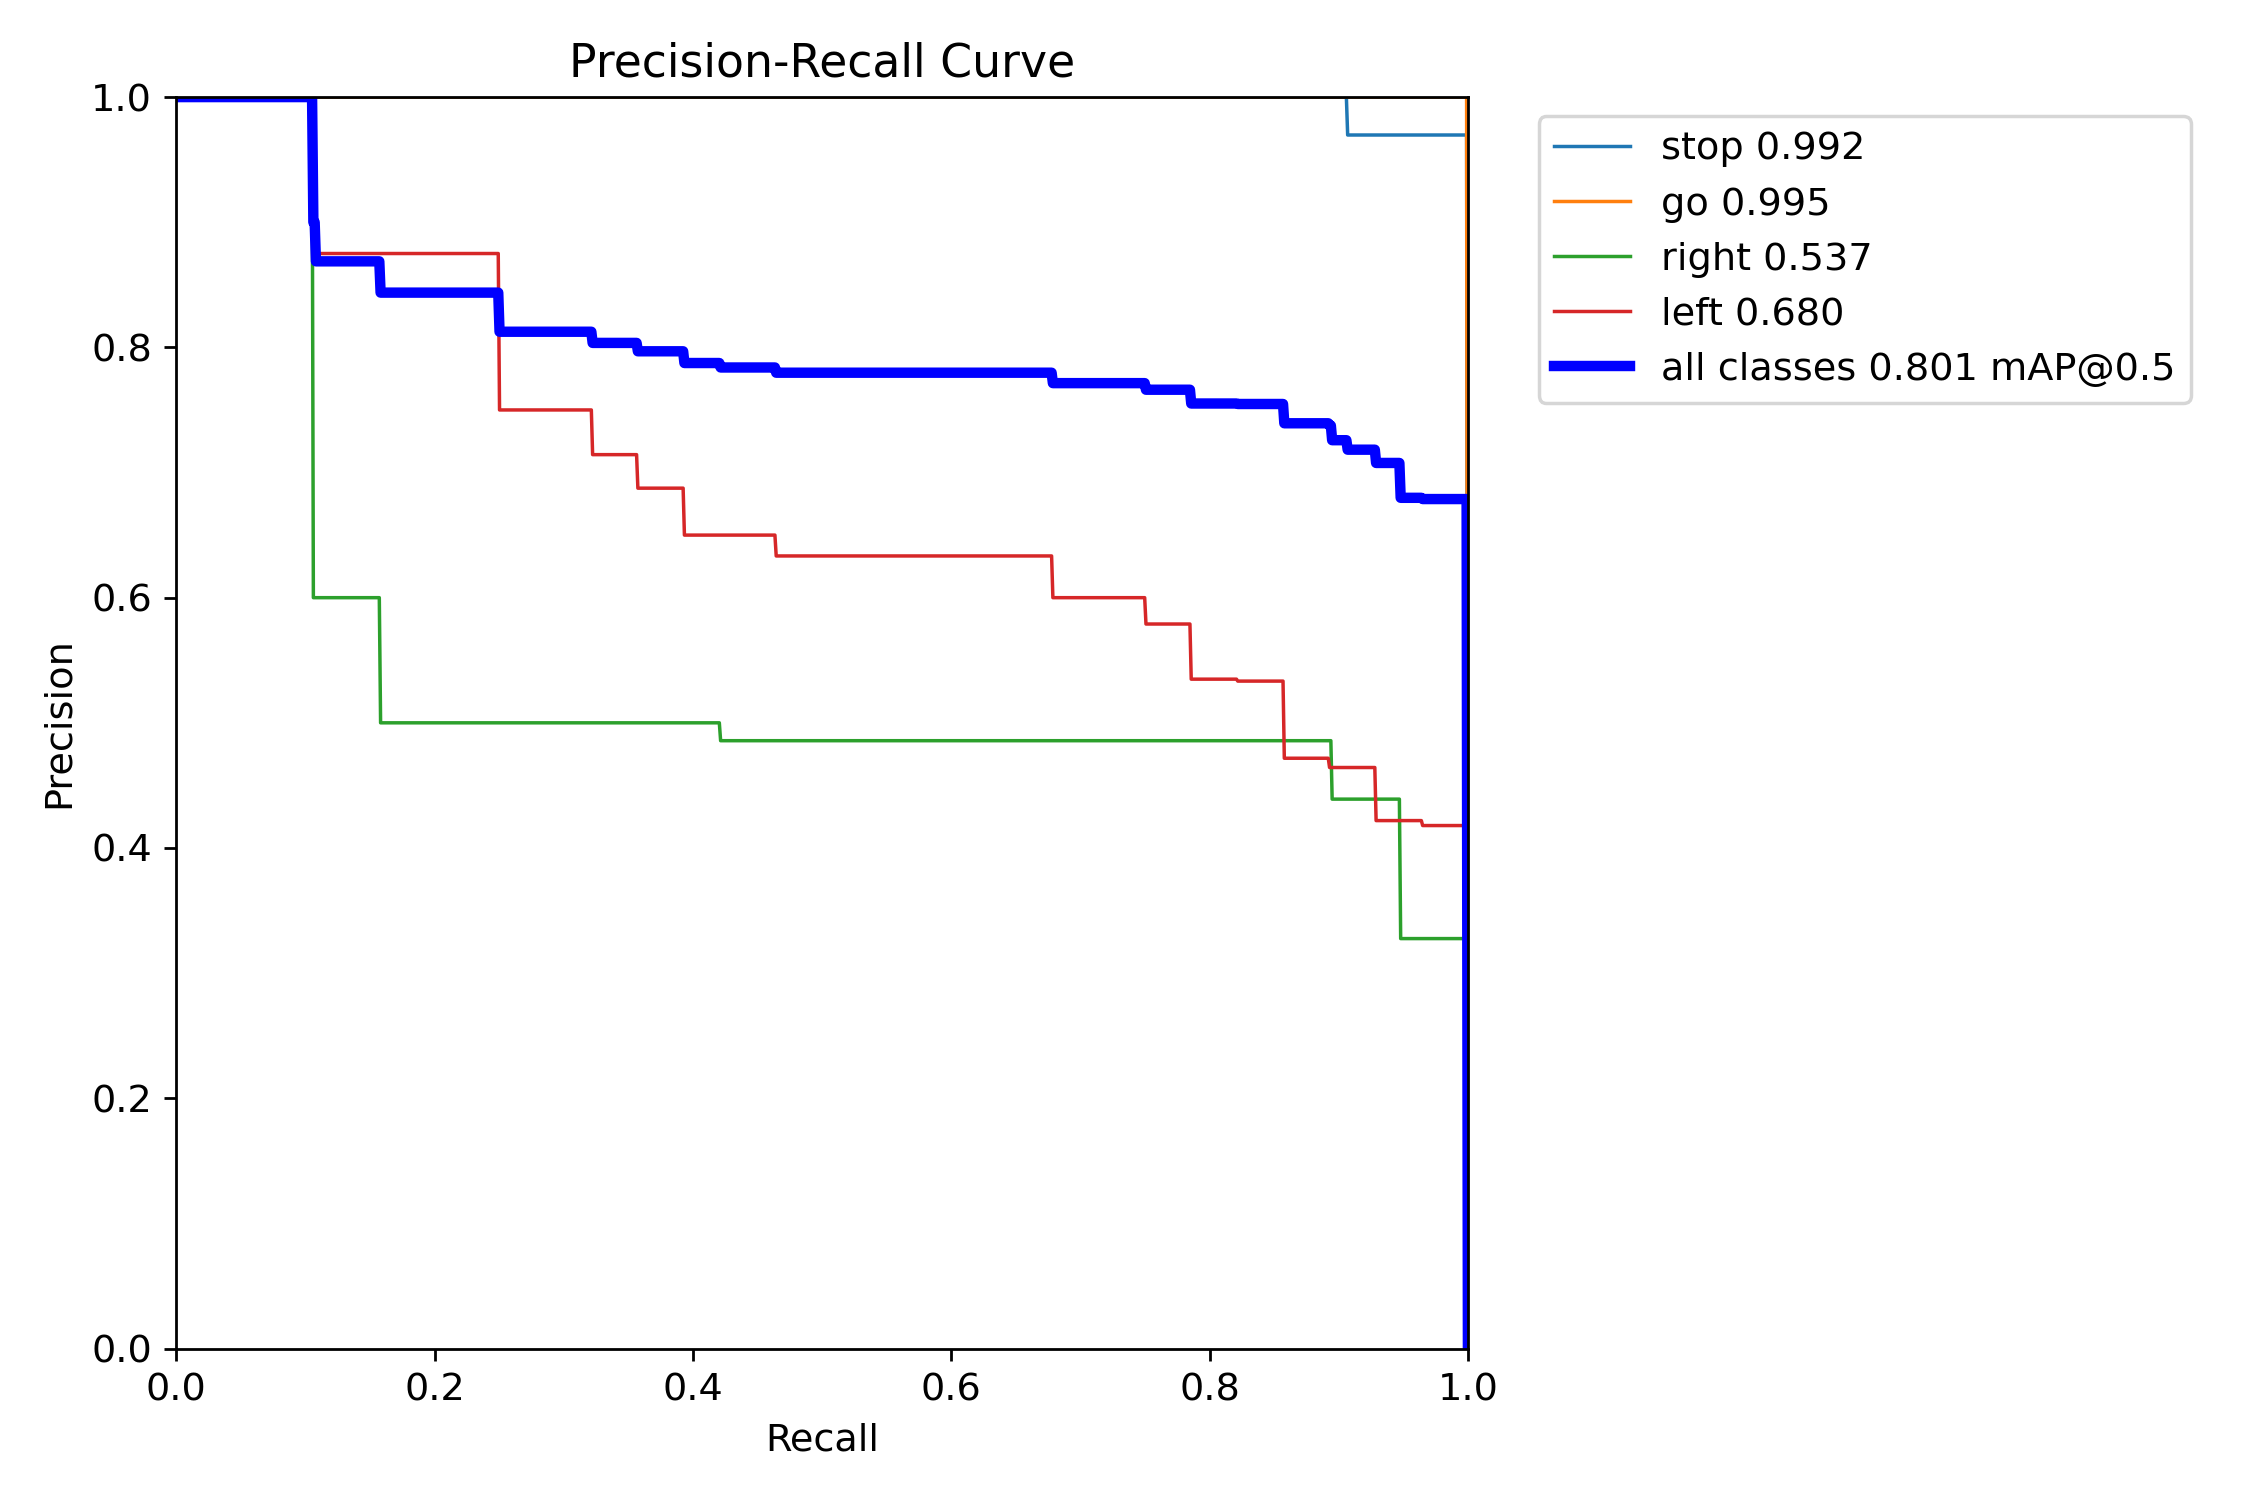 Precision-Recall Curve
1.0
0.8
0.6
0.4
0.2
0.0
Precision
0.0 0.2 0.4 0.6 0.8 1.0
Recall
stop 0.992
go 0.995
right 0.537
left 0.680
all classes 0.801 mAP@0.5